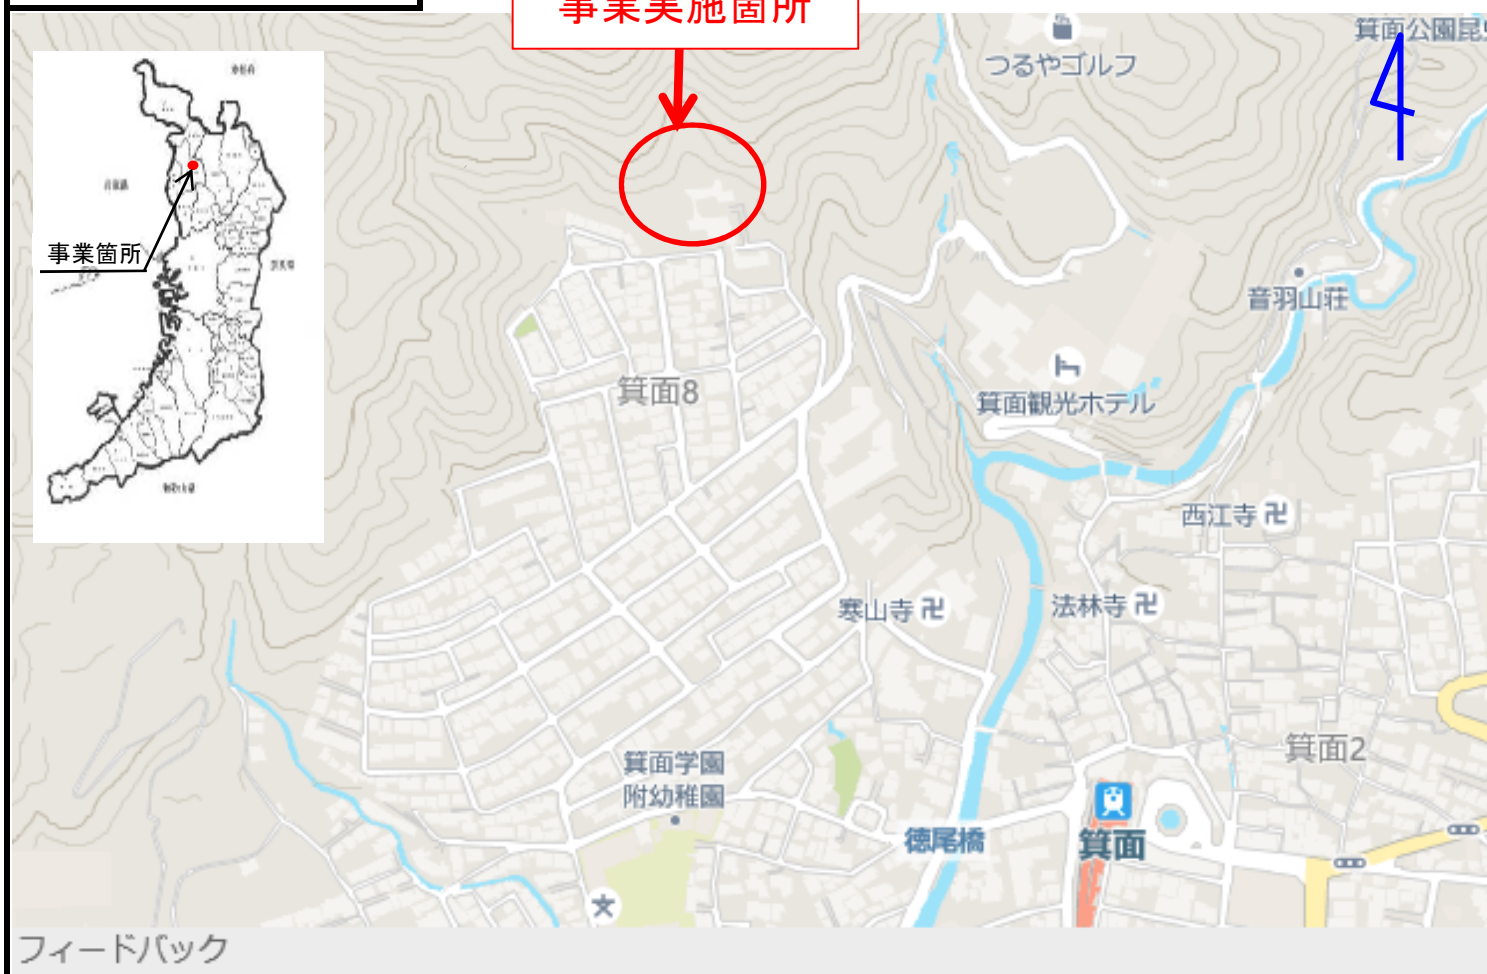 事業実施箇所
箕面公園昆
つるやゴルフ
事業箇所
音羽山荘
箕面8
箕面観光ホテル
西江寺
寒山寺
法林寺
箕面学園
附幼稚園
箕面2
徳尾橋
箕面
フィードバック